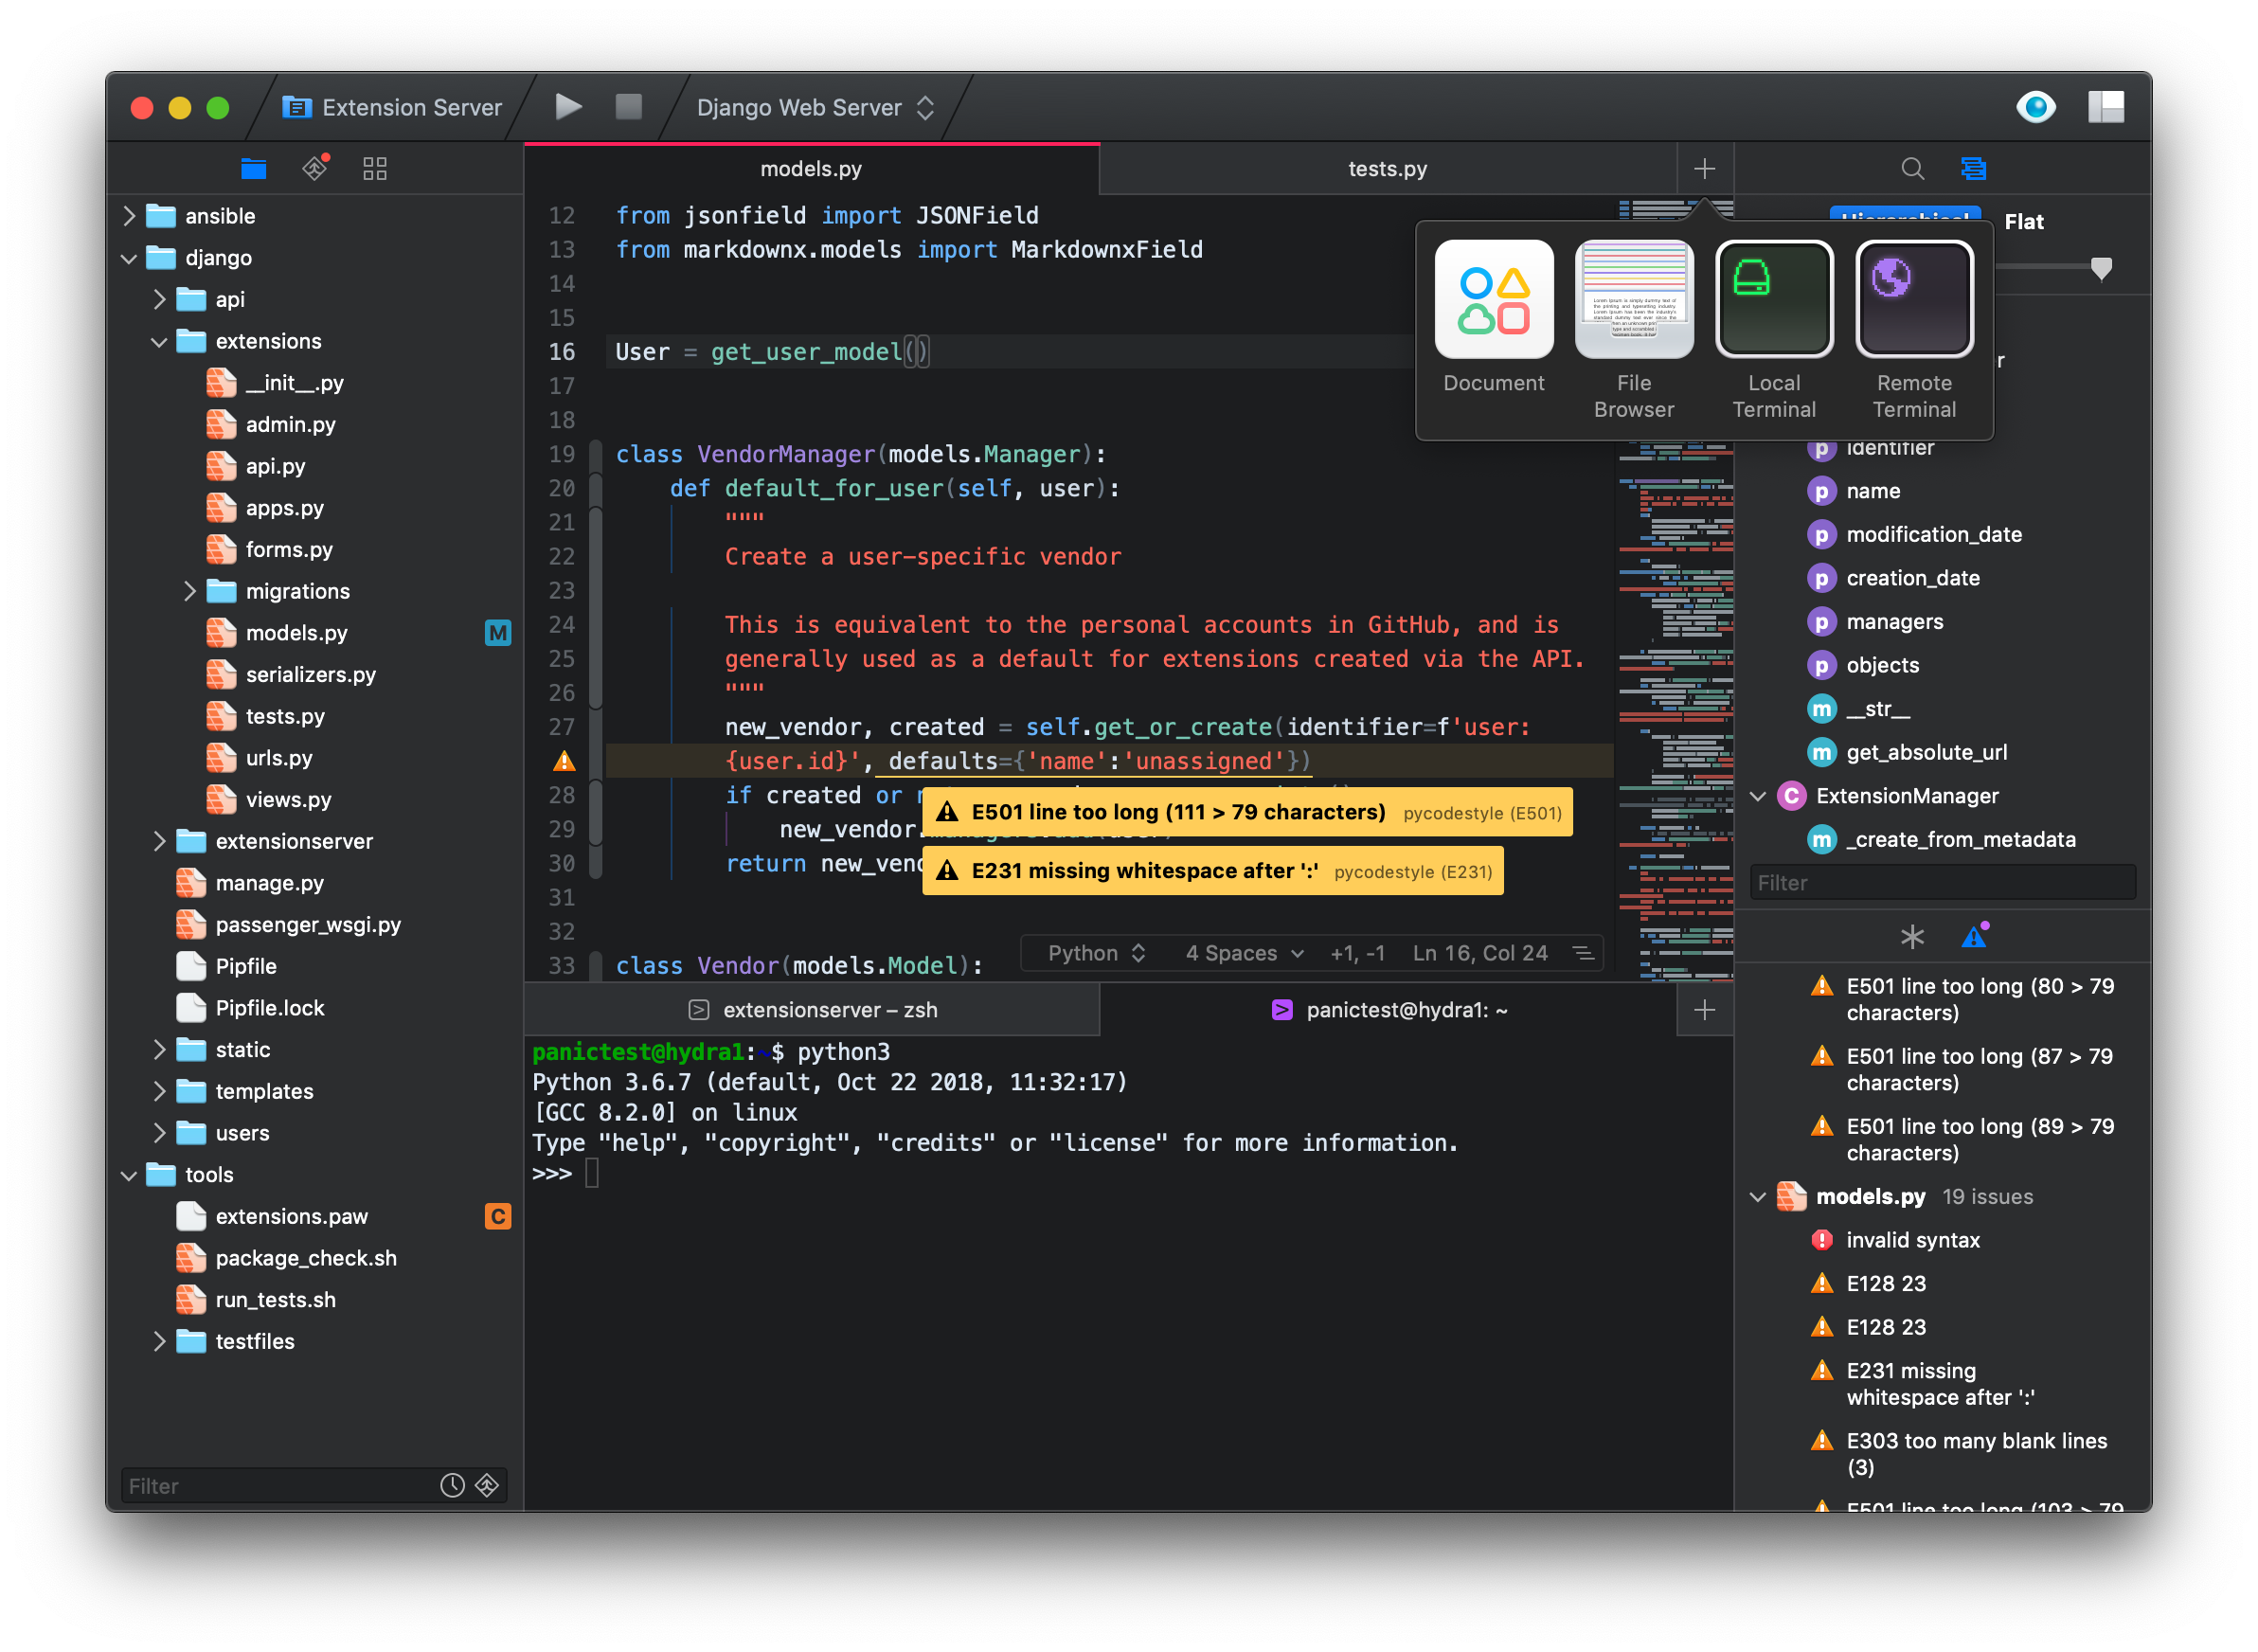 Extension Server
Django Web Server
ansible
django
api
extensions
__init__.py
admin.py
api.py
apps.py
forms.py
migrations
models.py
M
serializers.py
tests.py
urls.py
views.py
extensionserver
manage.py
passenger_wsgi.py
Pipfile
Pipfile.lock
static
templates
users
tools
extensions.paw
C
package_check.sh
run_tests.sh
testfiles
Filter
models.py
tests.py
12 from jsonfield import JSONField
13 from markdownx.models import MarkdownxField
14
15
16 User = get_user_model()
17
18
19 class VendorManager(models.Manager):
20 def default_for_user(self, user):
21 """
22 Create a user-specific vendor
23
24 This is equivalent to the personal accounts in GitHub, and is
25 generally used as a default for extensions created via the API.
26 """
27 new_vendor, created = self.get_or_create(identifier=f'user:
{user.id}', defaults={'name':'unassigned'})
28 if created or
E501 line too long (111 > 79 characters) pycodestyle (E501)
29 new_vendor.
30 return
E231 missing whitespace after ':' pycodestyle (E231)
31
32
33 class Vendor(models.Model):
Python 4 Spaces +1, -1 Ln 16, Col 24
Document
File
Browser
Local
Terminal
Remote
Terminal
extensionserver – zsh
panictest@hydra1: ~
panictest@hydra1:~$ python3
Python 3.6.7 (default, Oct 22 2018, 11:32:17)
[GCC 8.2.0] on linux
Type "help", "copyright", "credits" or "license" for more information.
>>>
Hierarchical Flat
p identifier
p name
p modification_date
p creation_date
p managers
p objects
m __str__
m get_absolute_url
C ExtensionManager
m _create_from_metadata
Filter
E501 line too long (80 > 79
characters)
E501 line too long (87 > 79
characters)
E501 line too long (89 > 79
characters)
models.py 19 issues
invalid syntax
E128 23
E128 23
E231 missing
whitespace after ':'
E303 too many blank lines
(3)
E501 line too long (103 > 79